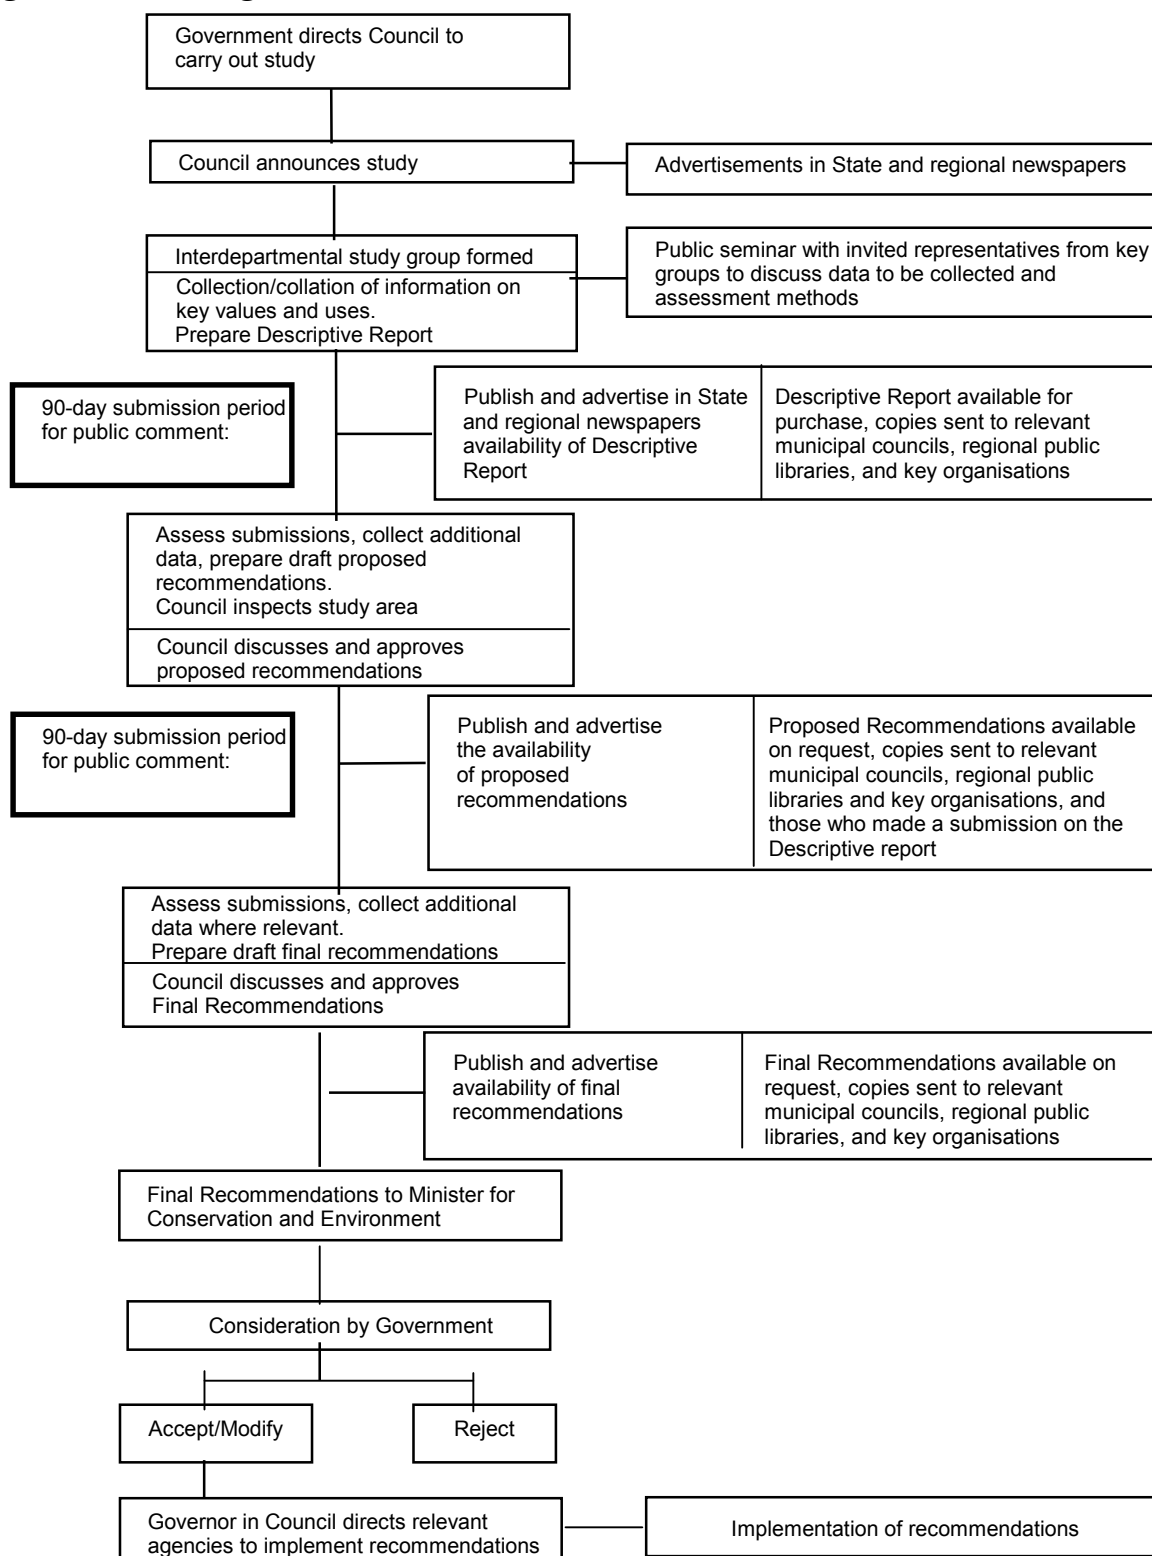 Government directs Council to
carry out study
Council announces study
Advertisements in State and regional newspapers
Interdepartmental study group formed
Collection/collation of information on
key values and uses.
Prepare Descriptive Report
Public seminar with invited representatives from key
groups to discuss data to be collected and
assessment methods
90-day submission period
for public comment:
Publish and advertise in State
and regional newspapers
availability of Descriptive
Report
Descriptive Report available for
purchase, copies sent to relevant
municipal councils, regional public
libraries, and key organisations
Assess submissions, collect additional
data, prepare draft proposed
recommendations.
Council inspects study area
Council discusses and approves
proposed recommendations
90-day submission period
for public comment:
Publish and advertise
the availability
of proposed
recommendations
Proposed Recommendations available
on request, copies sent to relevant
municipal councils, regional public
libraries and key organisations, and
those who made a submission on the
Descriptive report
Assess submissions, collect additional
data where relevant.
Prepare draft final recommendations
Council discusses and approves
Final Recommendations
Publish and advertise
availability of final
recommendations
Final Recommendations available on
request, copies sent to relevant
municipal councils, regional public
libraries, and key organisations
Final Recommendations to Minister for
Conservation and Environment
Consideration by Government
Accept/Modify
Reject
Governor in Council directs relevant
agencies to implement recommendations
Implementation of recommendations